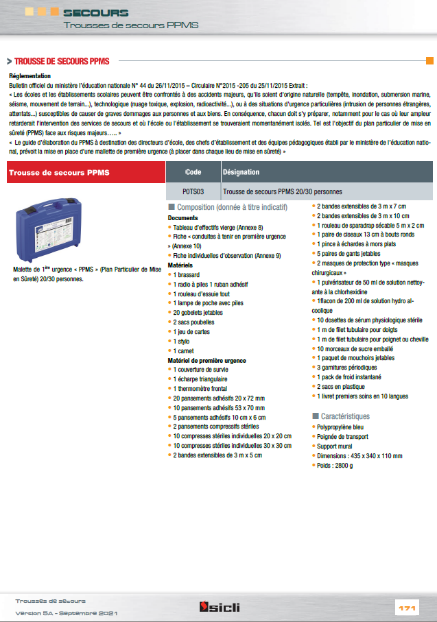 SECOURS
Trousses de secours PPMS
> TROUSSE DE SECOURS PPMS
Réglementation
Bulletin officiel du ministère l'éducation nationale N° 44 du 26/11/2015 – Circulaire N°2015 -205 du 25/11/2015 Extrait :
« Les écoles et les établissements scolaires peuvent être confrontés à des accidents majeurs, qu'ils soient d'origine naturelle (tempête, inondation, submersion marine,
séisme, mouvement de terrain...), technologique (nuage toxique, explosion, radioactivité...), ou à des situations d'urgence particulières (intrusion de personnes étrangères,
attentats...) susceptibles de causer de graves dommages aux personnes et aux biens. En conséquence, chacun doit s'y préparer, notamment pour le cas où leur ampleur
retarderait l'intervention des services de secours et où l'école ou l'établissement se trouveraient momentanément isolés. Tel est l'objectif du plan particulier de mise en
sûreté (PPMS) face aux risques majeurs..... »
« Le guide d'élaboration du PPMS à destination des directeurs d'école, des chefs d'établissement et des équipes pédagogiques établi par le ministère de l'éducation natio-
nal, prévoit la mise en place d'une mallette de première urgence (à placer dans chaque lieu de mise en sûreté) »
Trousse de secours PPMS
Code
Désignation
POTS03
Trousse de secours PPMS 20/30 personnes
Malette de 1ère urgence « PPMS » (Plan Particulier de Mise
en Sûreté) 20/30 personnes.
Composition (donnée à titre indicatif)
Documents
• Tableau d'effectifs vierge (Annexe 8)
• Fiche « conduites à tenir en première urgence
» (Annexe 10)
• Fiche individuelles d'observation (Annexe 9)
Matériels
• 1 brassard
• 1 radio à piles 1 ruban adhésif
• 1 rouleau d'essuie tout
• 1 lampe de poche avec piles
• 20 gobelets jetables
• 2 sacs poubelles
• 1 jeu de cartes
• 1 stylo
• 1 carnet
Matériel de première urgence
• 1 couverture de survie
• 1 écharpe triangulaire
• 1 thermomètre frontal
• 20 pansements adhésifs 20 x 72 mm
• 10 pansements adhésifs 53 x 70 mm
• 5 pansements adhésifs 10 cm x 6 cm
• 2 pansements compressifs stériles
• 10 compresses stériles individuelles 20 x 20 cm
• 10 compresses stériles individuelles 30 x 30 cm
• 2 bandes extensibles de 3 m x 5 cm
• 2 bandes extensibles de 3 m x 7 cm
• 2 bandes extensibles de 3 m x 10 cm
• 1 rouleau de sparadrap sécable 5 m x 2 cm
• 1 paire de ciseaux 13 cm à bouts ronds
• 1 pince à échardes à mors plats
• 5 paires de gants jetables
• 2 masques de protection type « masques
chirurgicaux »
• 1 pulvérisateur de 50 ml de solution nettoy-
ante à la chlorhexidine
• 1flacon de 200 ml de solution hydro al-
coolique
• 10 dosettes de sérum physiologique stérile
• 1 m de filet tubulaire pour doigts
• 1 m de filet tubulaire pour poignet ou cheville
• 10 morceaux de sucre emballé
• 1 paquet de mouchoirs jetables
• 3 garnitures périodiques
• 1 pack de froid instantané
• 2 sacs en plastique
• 1 livret premiers soins en 10 langues
Caractéristiques
• Polypropylène bleu
• Poignée de transport
• Support mural
• Dimensions : 435 x 340 x 110 mm
• Poids : 2800 g
Trousses de secours
Version 6A - Septembre 2021
sicli
171